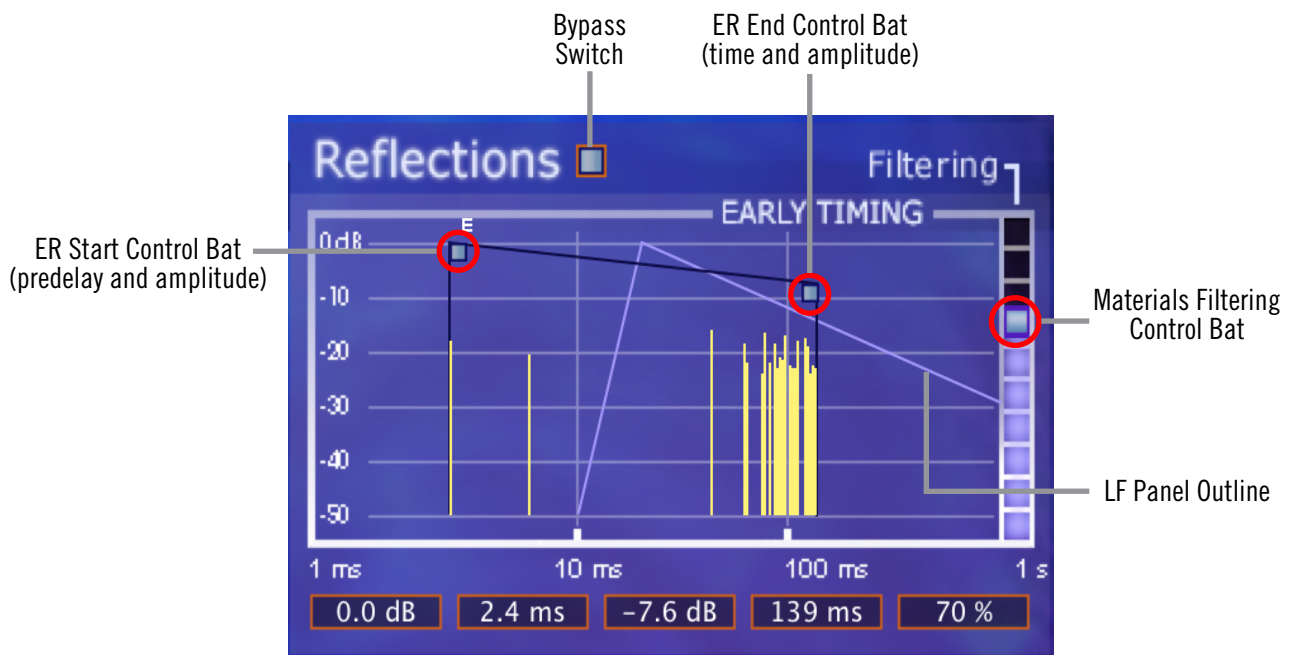 Bypass
Switch
ER End Control Bat
(time and amplitude)
Reflections
Filtering
EARLY TIMING
E
ER Start Control Bat
(predelay and amplitude)
0 dB
-10
-20
-30
-40
-50
Materials Filtering
Control Bat
LF Panel Outline
1 ms
10 ms
100 ms
1 s
0.0 dB
2.4 ms
−7.6 dB
139 ms
70 %